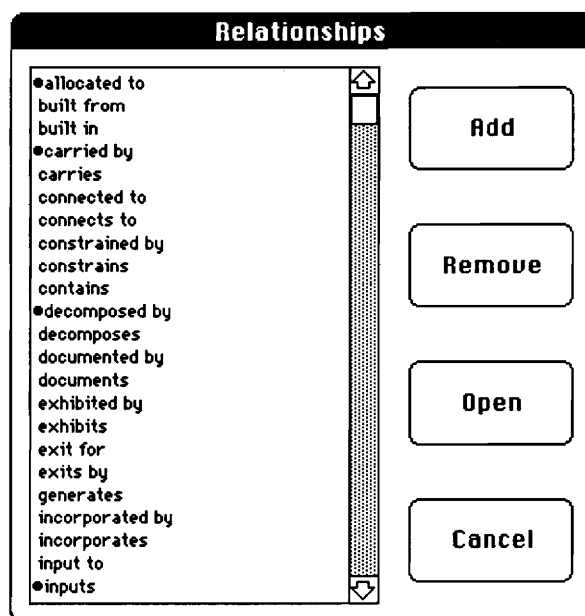 Relationships
●allocated to
built from
built in
●carried by
carries
connected to
connects to
constrained by
constrains
contains
●decomposed by
decomposes
documented by
documents
exhibited by
exhibits
exit for
exits by
generates
incorporated by
incorporates
input to
●inputs
Add
Remove
Open
Cancel